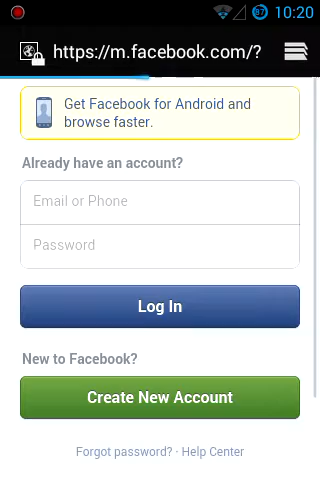 87 10:20
https://m.facebook.com/?
Get Facebook for Android and
browse faster.
Already have an account?
Email or Phone
Password
Log In
New to Facebook?
Create New Account
Forgot password? · Help Center